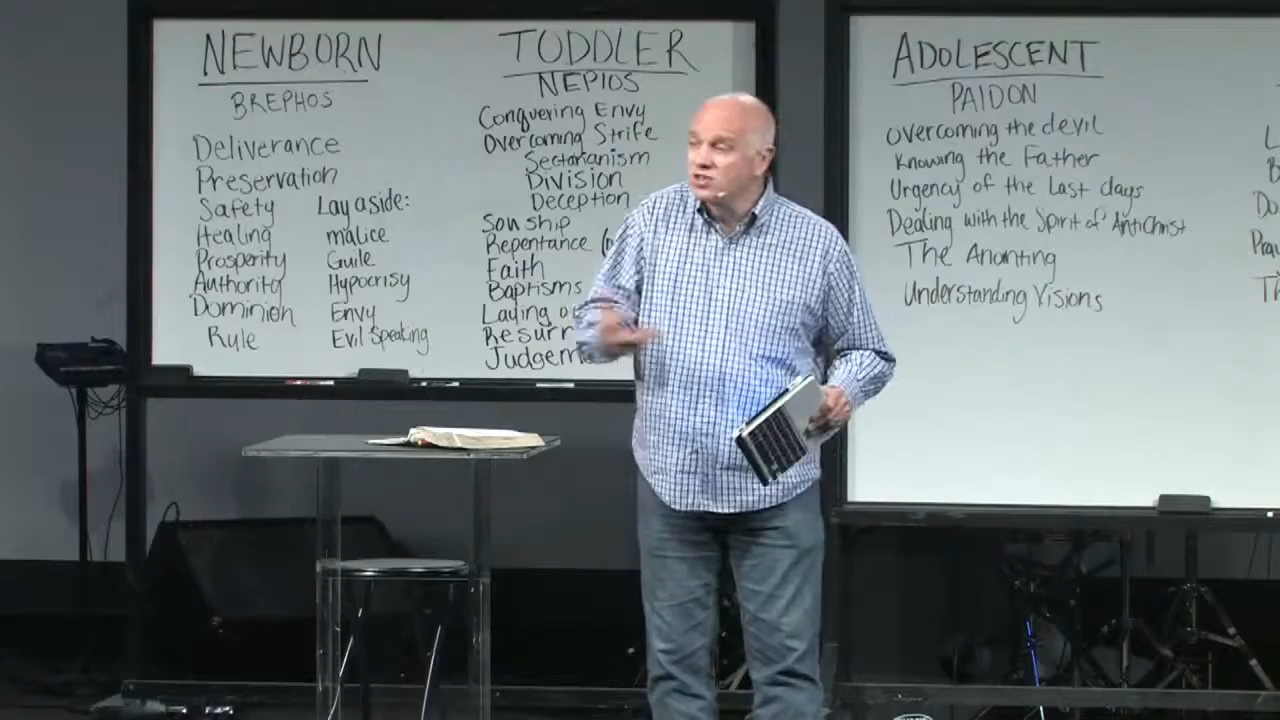 NEWBORN
BREPHOS
Deliverance
Preservation
Safety
Healing
Prosperity
Authority
Dominion
Rule
Lay aside:
malice
Guile
Hypocrisy
Envy
Evil Speaking
TODDLER
NEPIOS
Conquering Envy
Overcoming Strife
Sectarianism
Division
Deception
Sonship
Repentance
Faith
Baptisms
Laying
ADOLESCENT
PAIDON
overcoming the devil
Knowing the Father
Urgency of the Last days
Dealing with the Spirit of AntiChrist
The Anointing
Understanding Visions